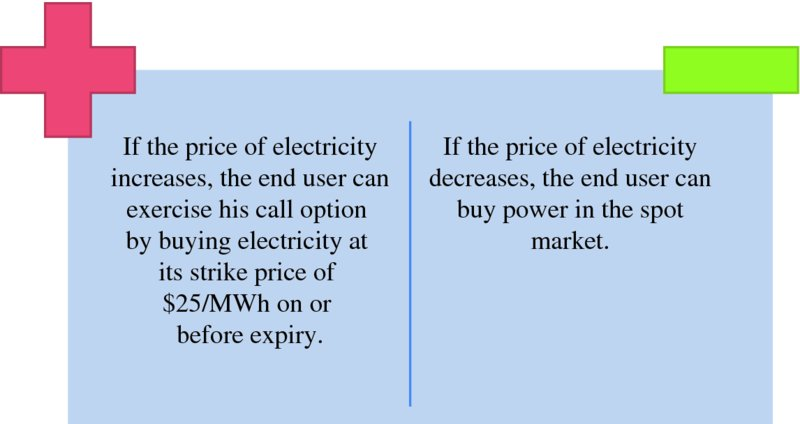 If the price of electricity
increases, the end user can
exercise his call option
by buying electricity at
its strike price of
$25/MWh on or
before expiry.
If the price of electricity
decreases, the end user can
buy power in the spot
market.